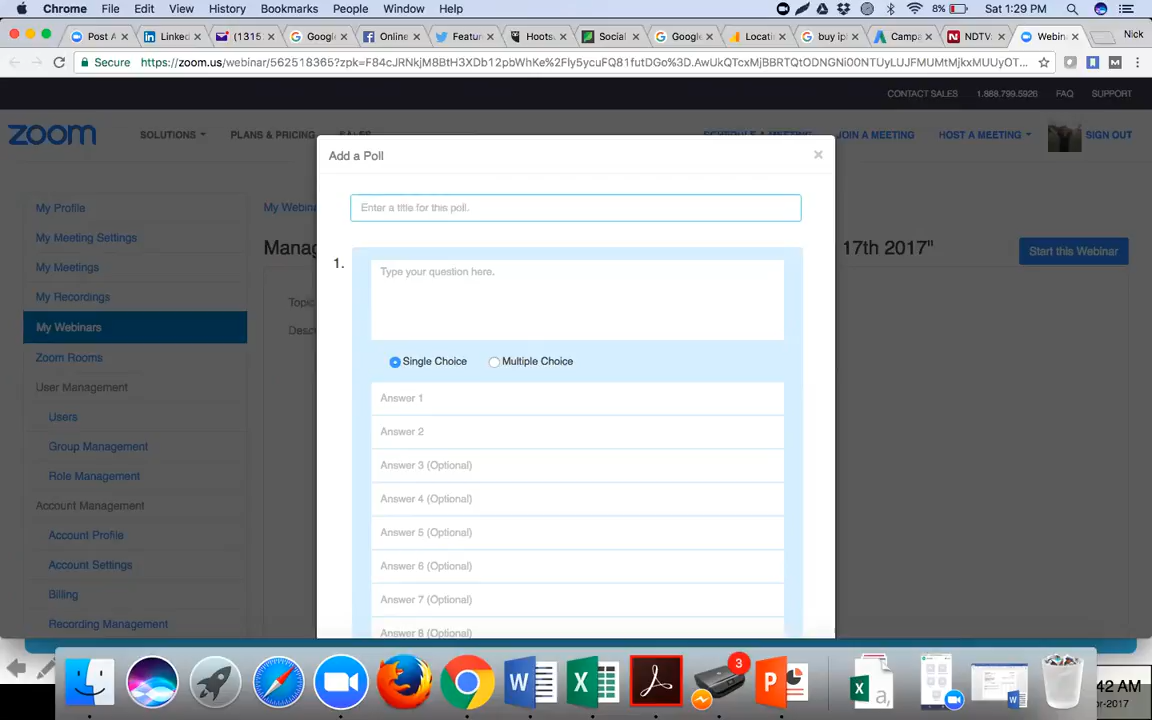 Chrome File Edit View History Bookmarks People Window Help
8% Sat 1:29 PM
Post A
Linked
(1315
Google
Online
Featur
Hoots
Social
Google
Locati
buy ip
Campa
NDTV:
Webin
Nick
Secure https://zoom.us/webinar/562518365?zpk=F84cJRNkjM8BtH3XDb12pbWhKe%2Fly5ycuFQ81futDGo%3D.AwUkQTcxMjBBRTQtODNGNi00NTUyLUJFMUMtMjkxMUUyOT...
CONTACT SALES 1.888.799.5926 FAQ SUPPORT
zoom SOLUTIONS PLANS & PRICING SALES SCHEDULE A MEETING JOIN A MEETING HOST A MEETING SIGN OUT
Add a Poll
Enter a title for this poll.
1.
Type your question here.
Single Choice Multiple Choice
Answer 1
Answer 2
Answer 3 (Optional)
Answer 4 (Optional)
Answer 5 (Optional)
Answer 6 (Optional)
Answer 7 (Optional)
Answer 8 (Optional)
My Profile
My Meeting Settings
My Meetings
My Recordings
My Webinars
Zoom Rooms
User Management
Users
Group Management
Role Management
Account Management
Account Profile
Account Settings
Billing
Recording Management
My Webina
Manag
17th 2017"
Start this Webinar
Topic
Desc
W
X
3
P
X
a,
W
:42 AM
pr-2017